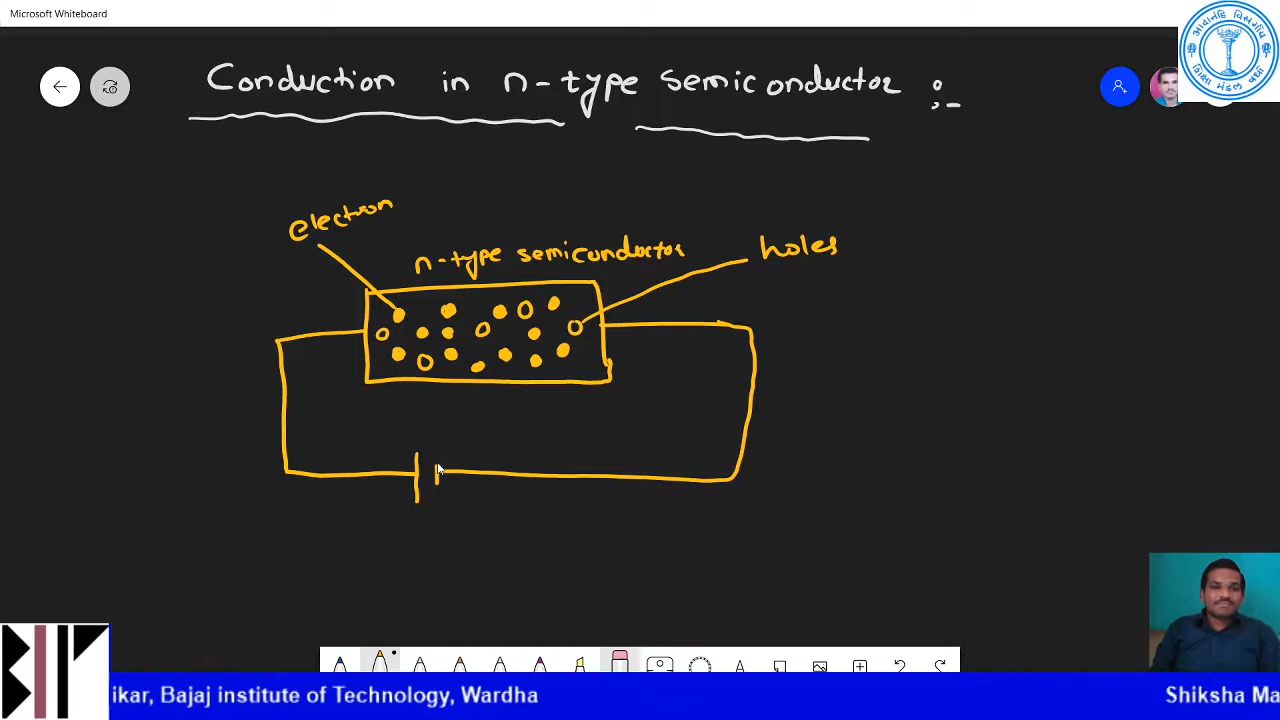 Microsoft Whiteboard
Conduction in n-type semiconductor :-
electron
n-type semiconductor
holes
ikar, Bajaj institute of Technology, Wardha
Shiksha Ma